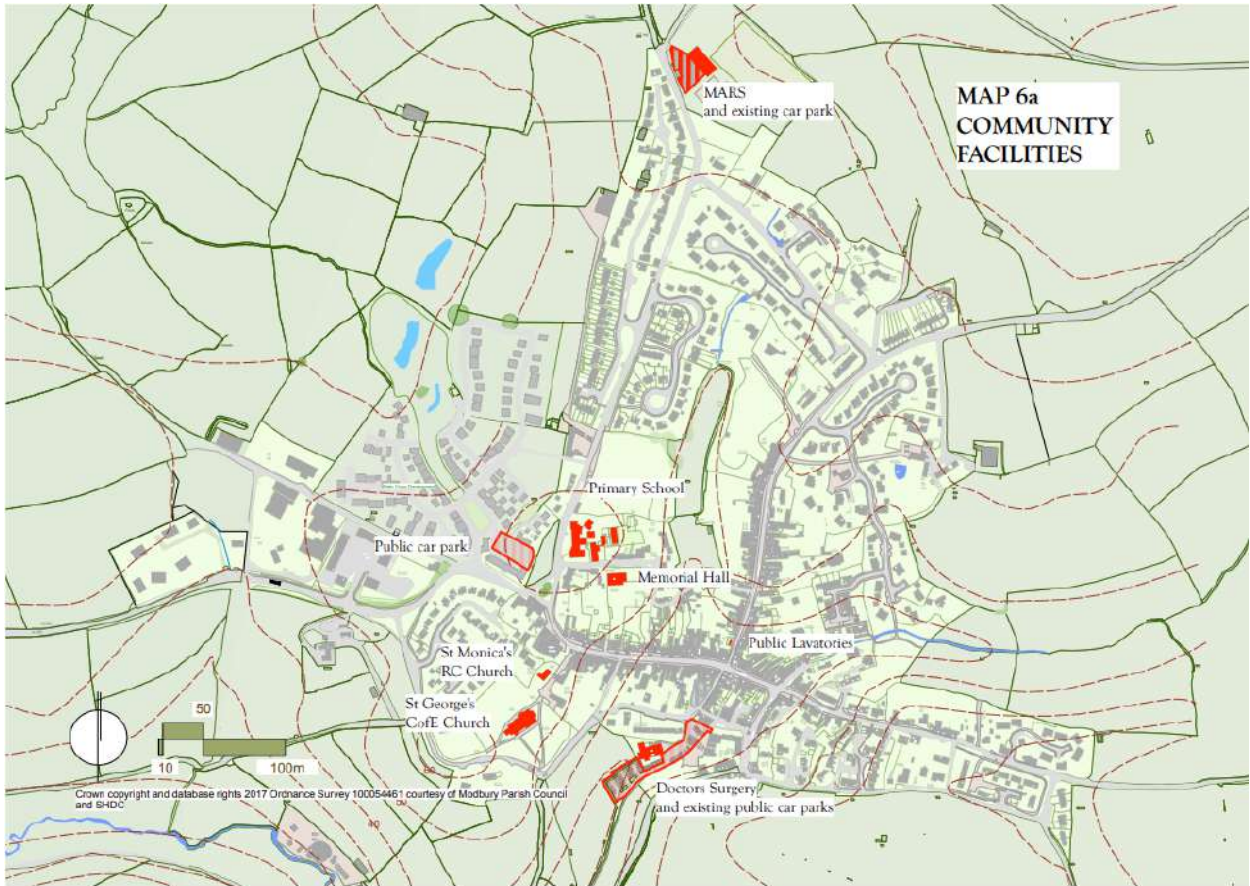 MARS
and existing car park
MAP 6a
COMMUNITY
FACILITIES
Primary School
Public car park
Memorial Hall
Public Lavatories
St Monica's
RC Church
St George's
CofE Church
50
10
100m
Doctors Surgery
and existing public car parks
Crown copyright and database rights 2017 Ordnance Survey 100054461 courtesy of Modbury Parish Council
and SHDC
40